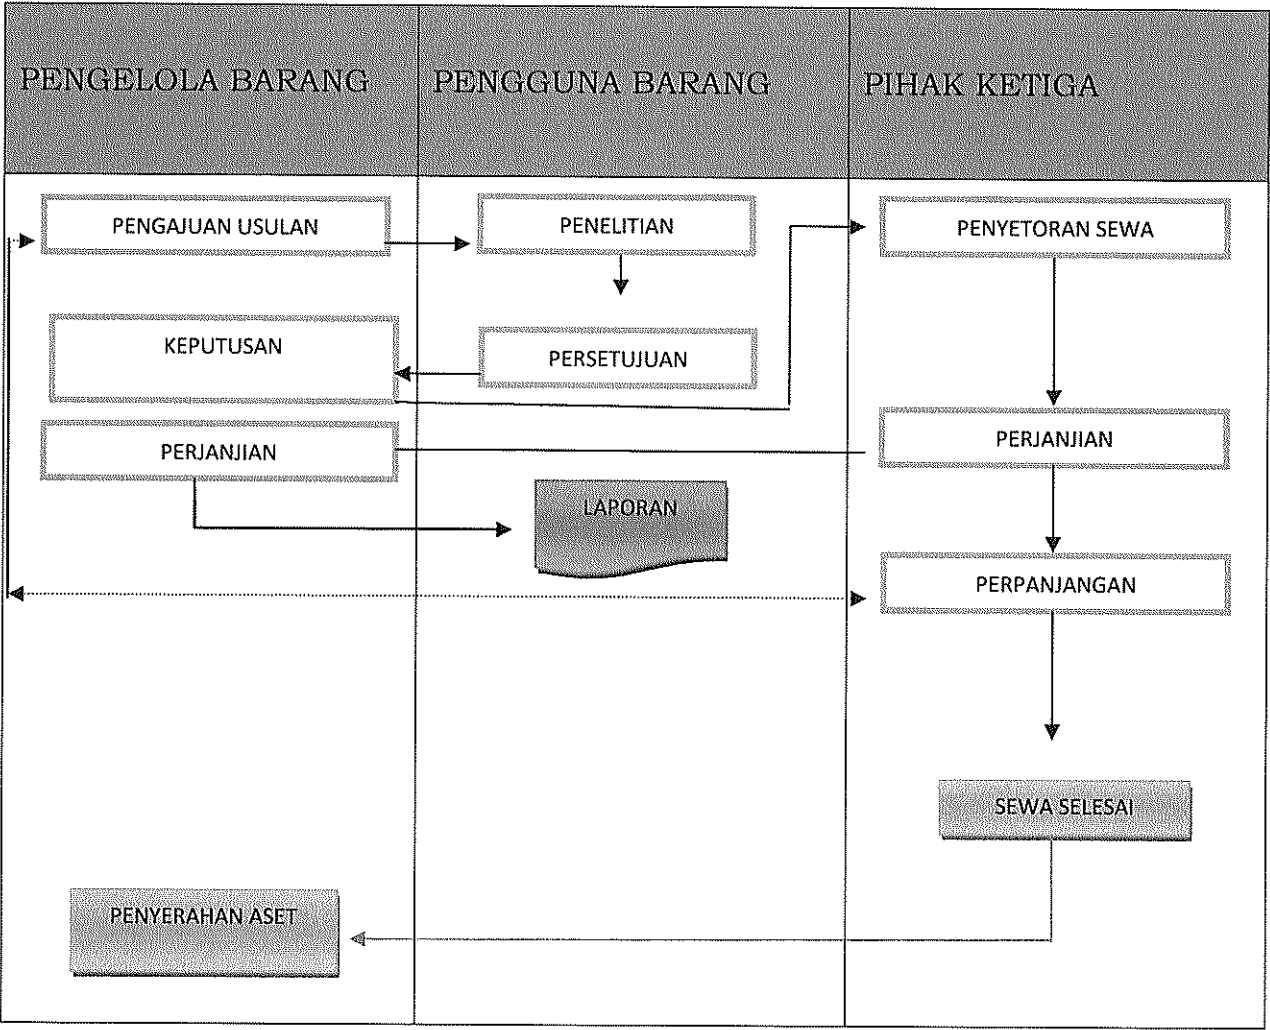 PENGELOLA BARANG
PENGGUNA BARANG
PIHAK KETIGA
PENGAJUAN USULAN
PENELITIAN
PENYETORAN SEWA
KEPUTUSAN
PERSETUJUAN
PERJANJIAN
PERJANJIAN
LAPORAN
PERPANJANGAN
SEWA SELESAI
PENYERAHAN ASET